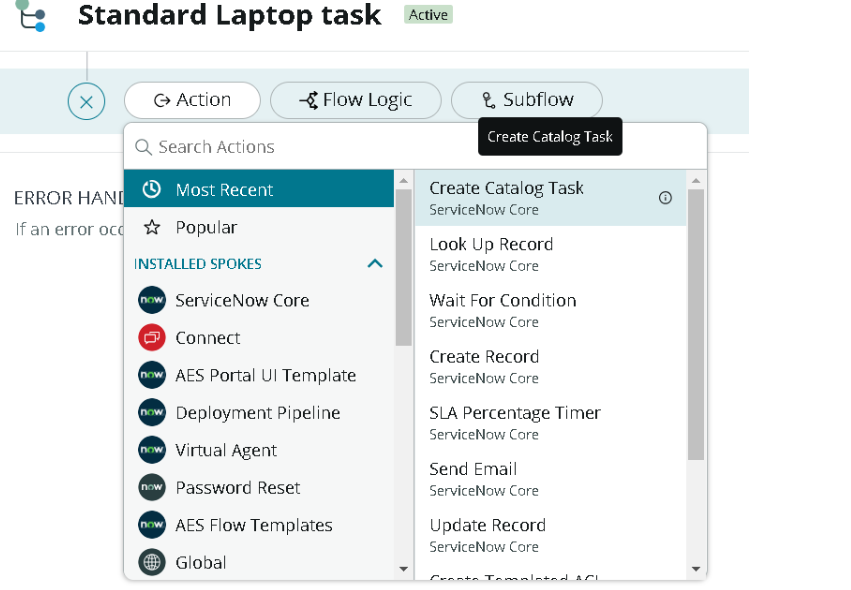 Standard Laptop task Active
Action Flow Logic Subflow
Create Catalog Task
Search Actions
ERROR HAND
If an error occ
Most Recent
Popular
INSTALLED SPOKES
now ServiceNow Core
Connect
now AES Portal UI Template
now Deployment Pipeline
now Virtual Agent
now Password Reset
now AES Flow Templates
Global
Create Catalog Task
ServiceNow Core
Look Up Record
ServiceNow Core
Wait For Condition
ServiceNow Core
Create Record
ServiceNow Core
SLA Percentage Timer
ServiceNow Core
Send Email
ServiceNow Core
Update Record
ServiceNow Core
Create Templated ACL